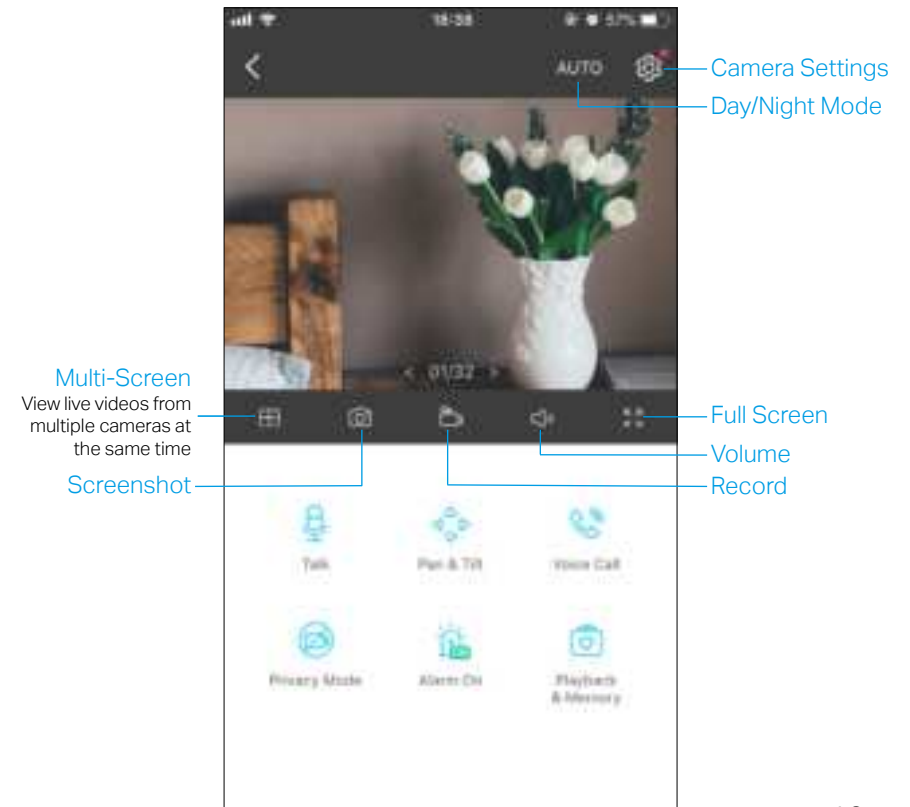 18:38
57%
AUTO
Camera Settings
Day/Night Mode
< 01/32 >
Multi-Screen
View live videos from
multiple cameras at
the same time
Full Screen
Volume
Screenshot
Record
Talk
Pan & Tilt
Voice Call
Privacy Mode
Alarm On
Playback
& Memory